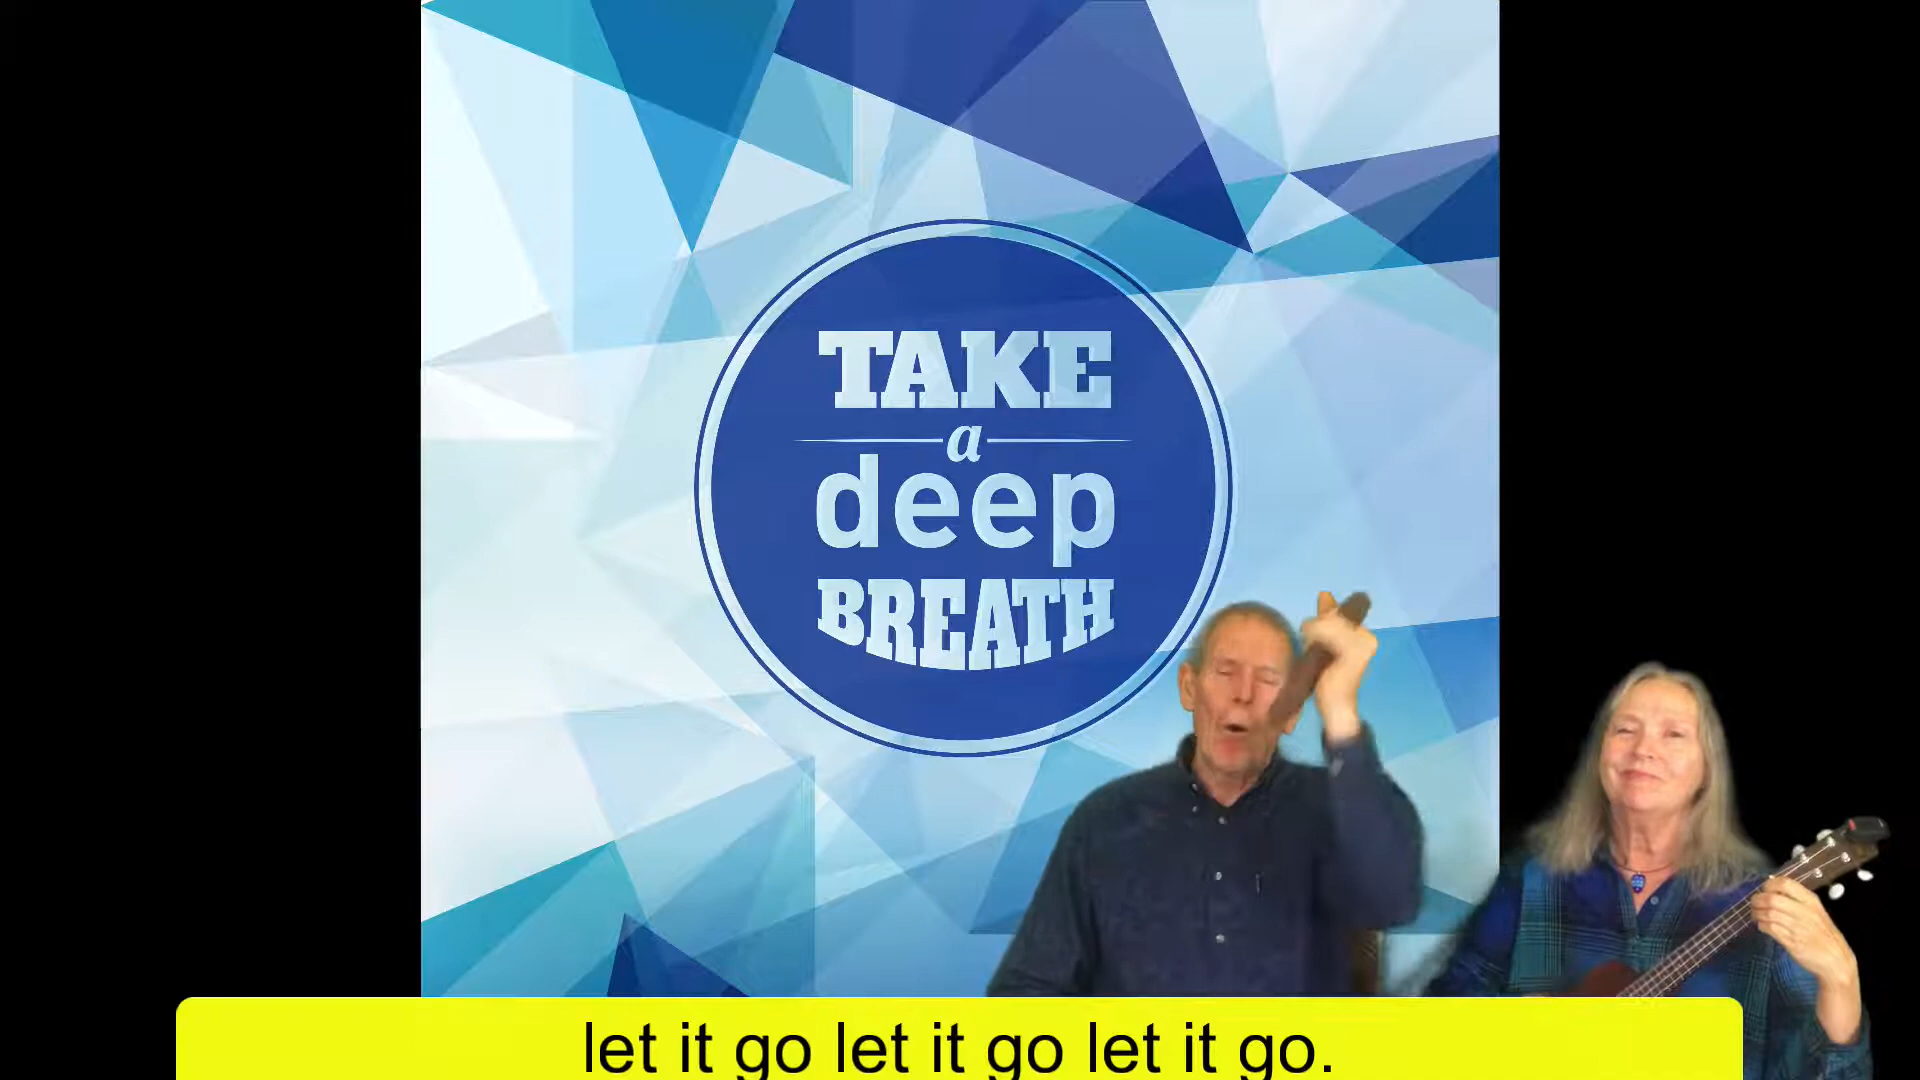 TAKE
a
deep
BREATH
let it go let it go let it go.